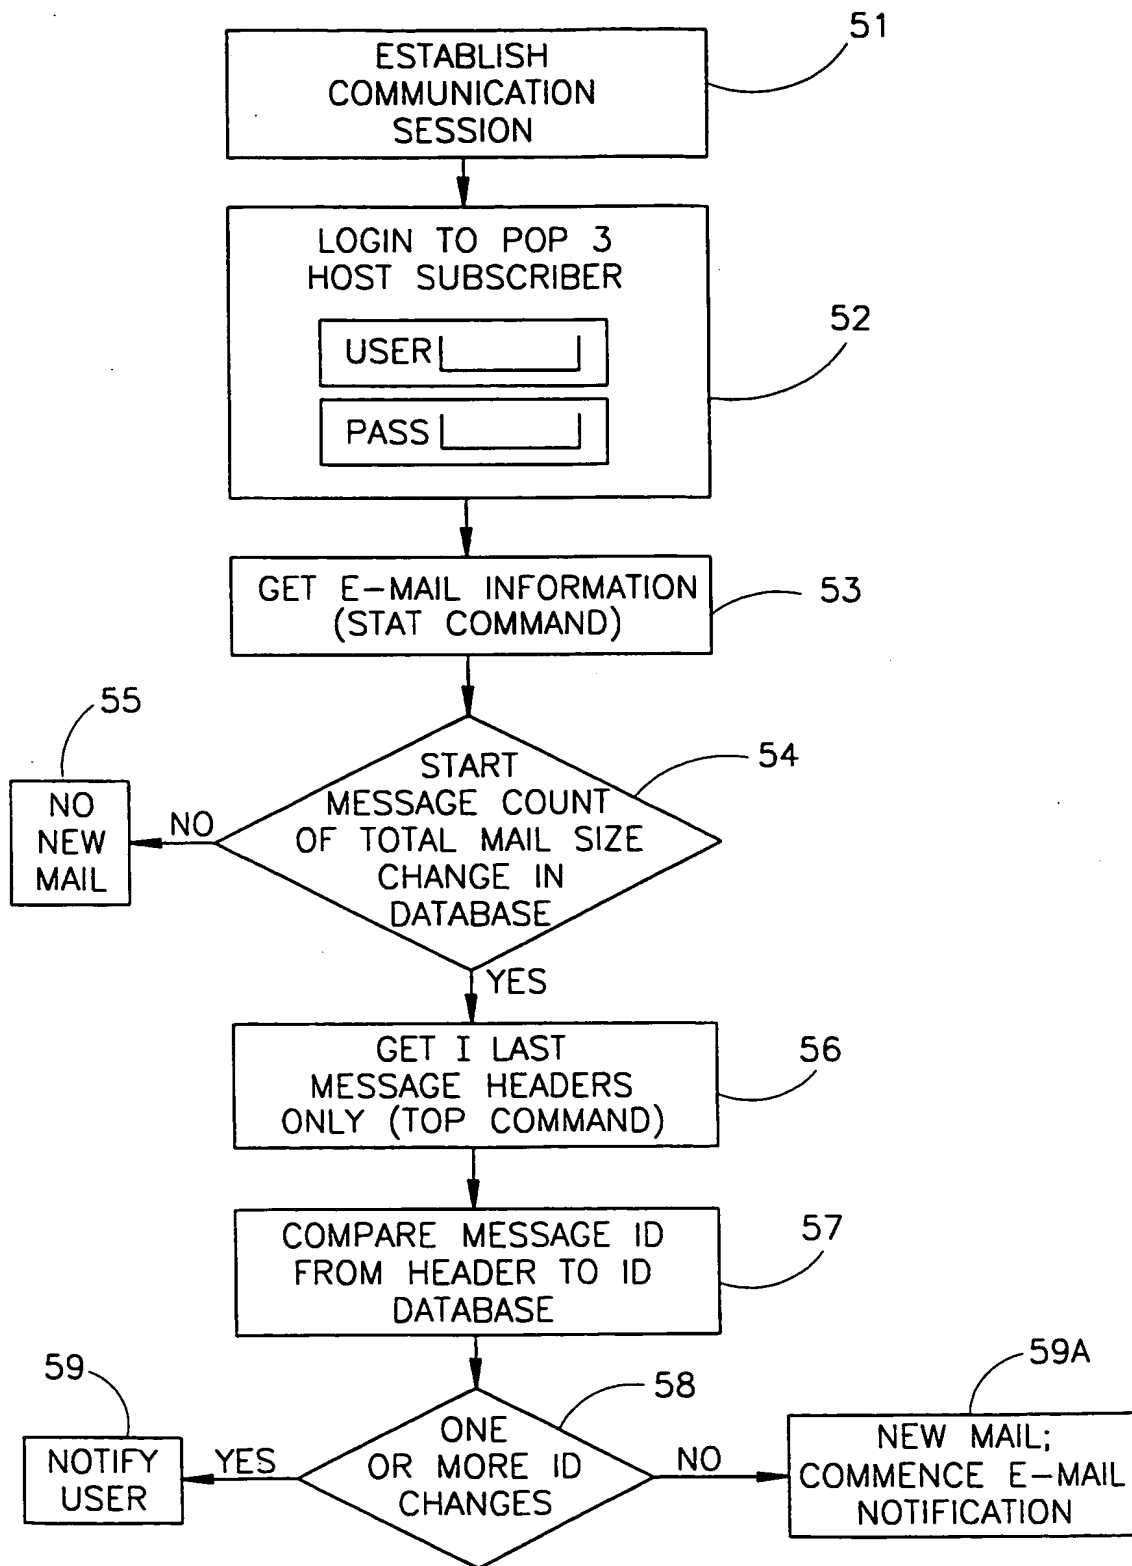 51
ESTABLISH
COMMUNICATION
SESSION
LOGIN TO POP 3
HOST SUBSCRIBER
52
USER
PASS
GET E-MAIL INFORMATION
(STAT COMMAND)
53
55
54
START
MESSAGE COUNT
OF TOTAL MAIL SIZE
CHANGE IN
DATABASE
NO
NO
NEW
MAIL
YES
GET I LAST
MESSAGE HEADERS
ONLY (TOP COMMAND)
56
COMPARE MESSAGE ID
FROM HEADER TO ID
DATABASE
57
59
58
59A
ONE
OR MORE ID
CHANGES
YES
NOTIFY
USER
NO
NEW MAIL;
COMMENCE E-MAIL
NOTIFICATION